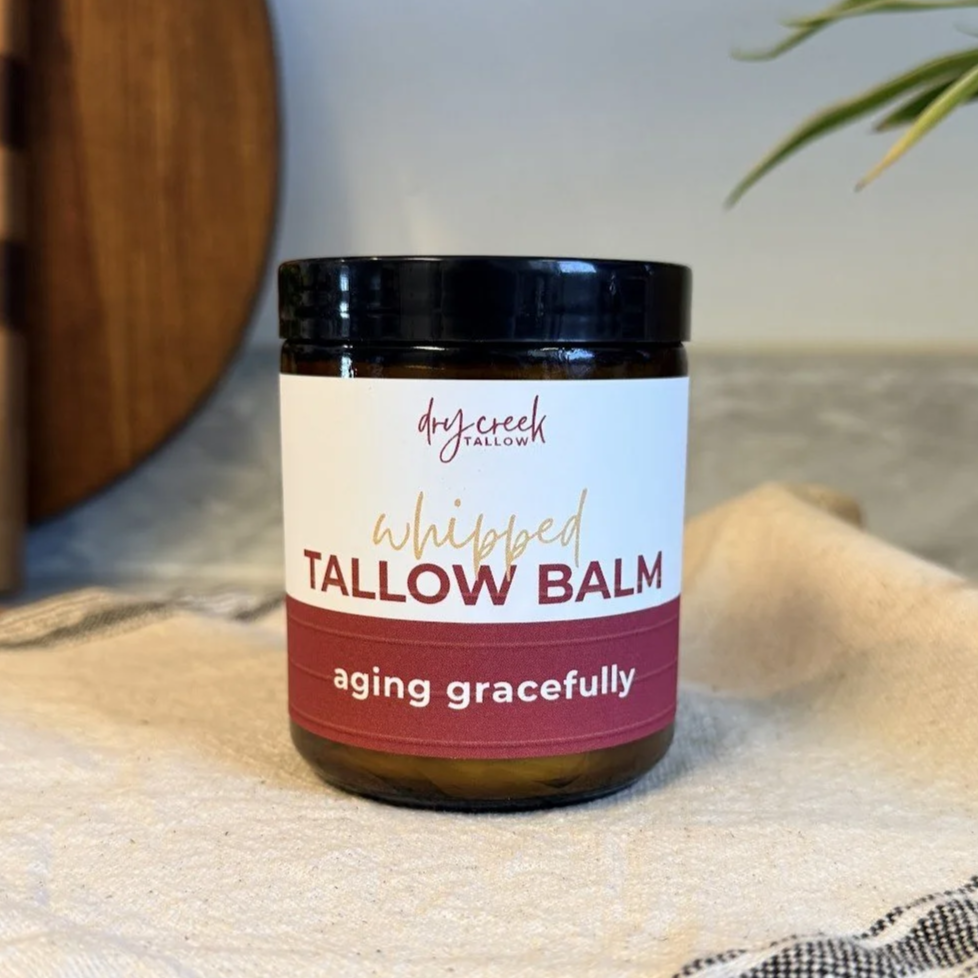 dry creek
TALLOW
whipped
TALLOW BALM
aging gracefully